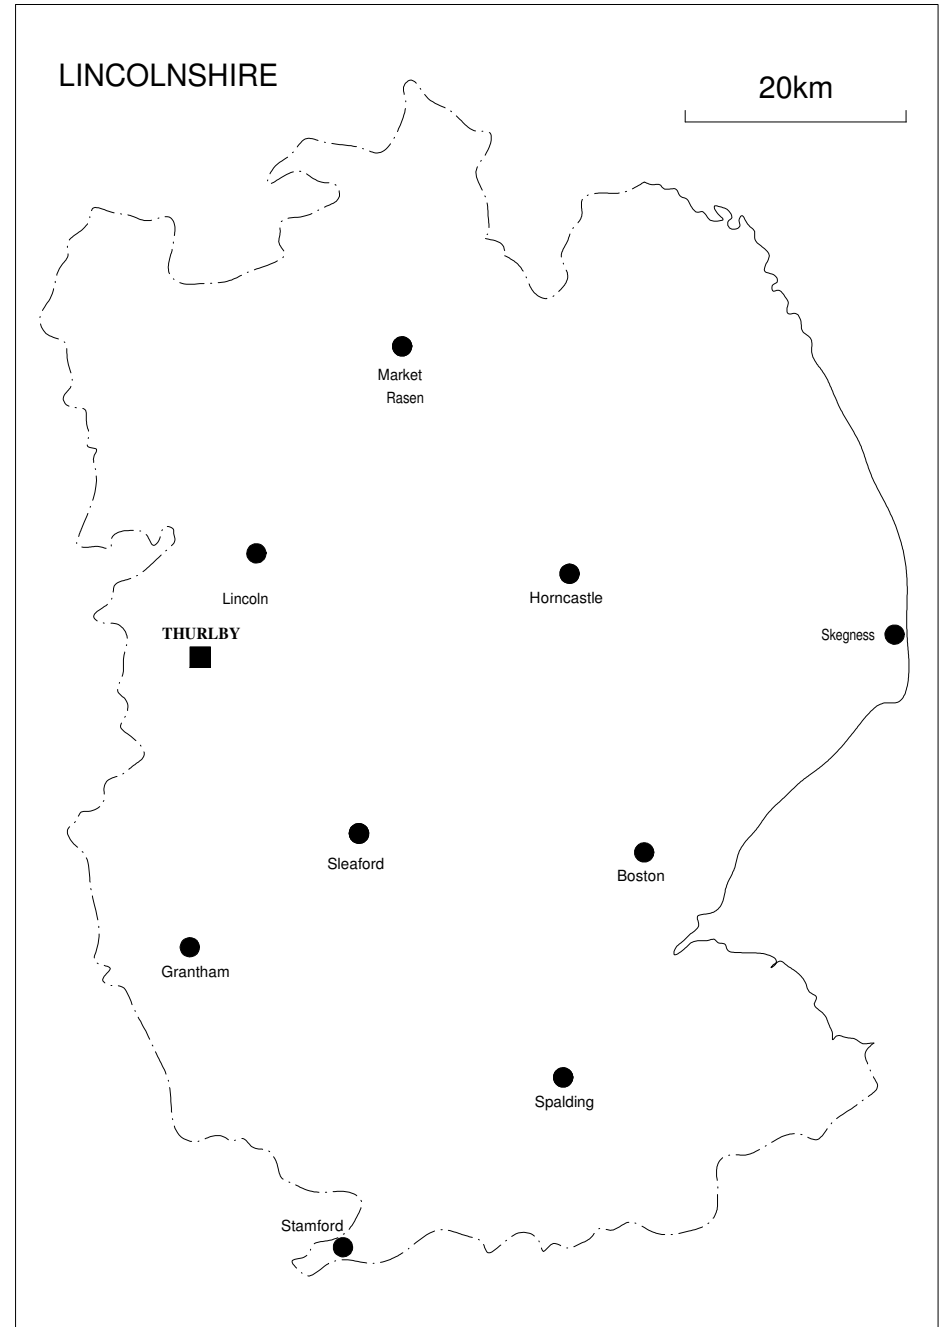 LINCOLNSHIRE
20km
Market
Rasen
Lincoln
Horncastle
THURLBY
Skegness
Sleaford
Boston
Grantham
Spalding
Stamford